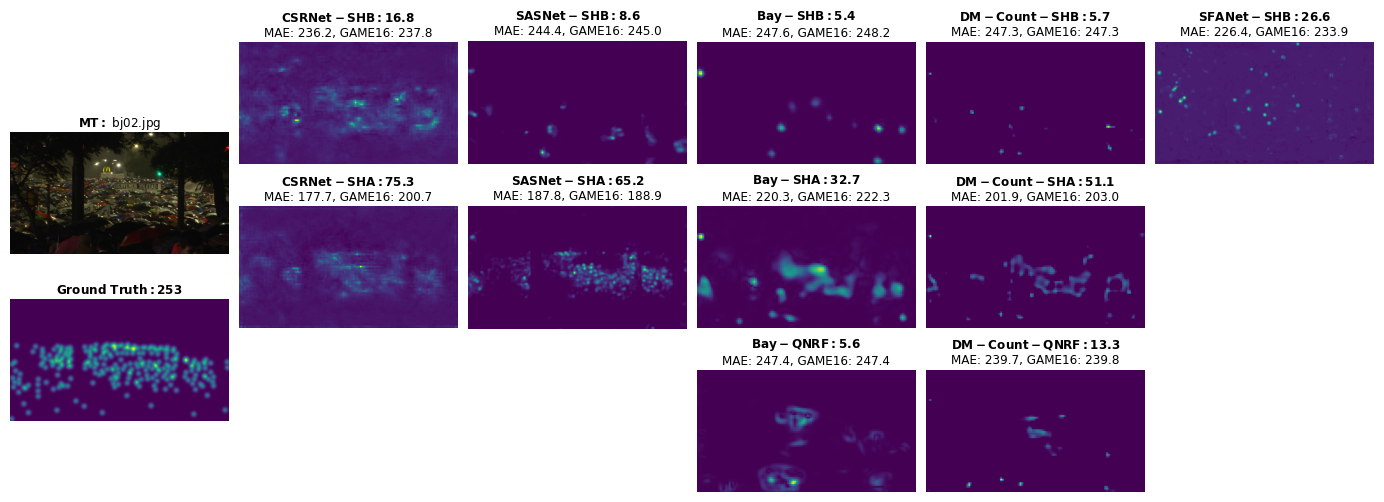 CSRNet − SHB : 16.8
MAE: 236.2, GAME16: 237.8
SASNet − SHB : 8.6
MAE: 244.4, GAME16: 245.0
Bay − SHB : 5.4
MAE: 247.6, GAME16: 248.2
DM − Count − SHB : 5.7
MAE: 247.3, GAME16: 247.3
SFANet − SHB : 26.6
MAE: 226.4, GAME16: 233.9
MT : bj02.jpg
CSRNet − SHA : 75.3
MAE: 177.7, GAME16: 200.7
SASNet − SHA : 65.2
MAE: 187.8, GAME16: 188.9
Bay − SHA : 32.7
MAE: 220.3, GAME16: 222.3
DM − Count − SHA : 51.1
MAE: 201.9, GAME16: 203.0
Ground Truth : 253
Bay − QNRF : 5.6
MAE: 247.4, GAME16: 247.4
DM − Count − QNRF : 13.3
MAE: 239.7, GAME16: 239.8